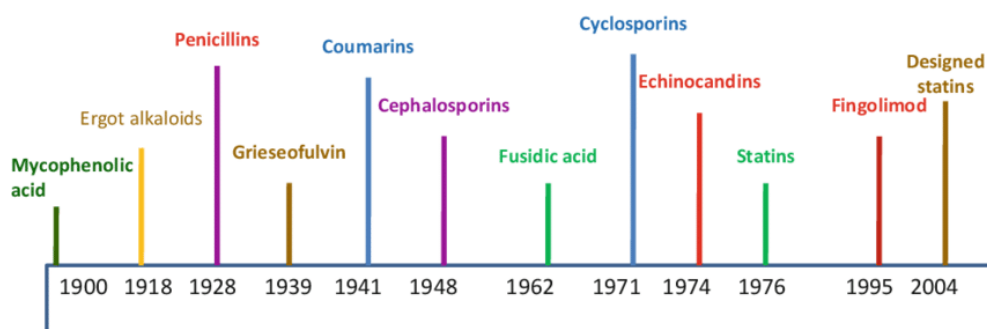 Cyclosporins
Penicillins
Coumarins
Designed
statins
Echinocandins
Cephalosporins
Fingolimod
Ergot alkaloids
Grieseofulvin
Fusidic acid
Statins
Mycophenolic
acid
1900 1918 1928 1939 1941 1948 1962 1971 1974 1976 1995 2004